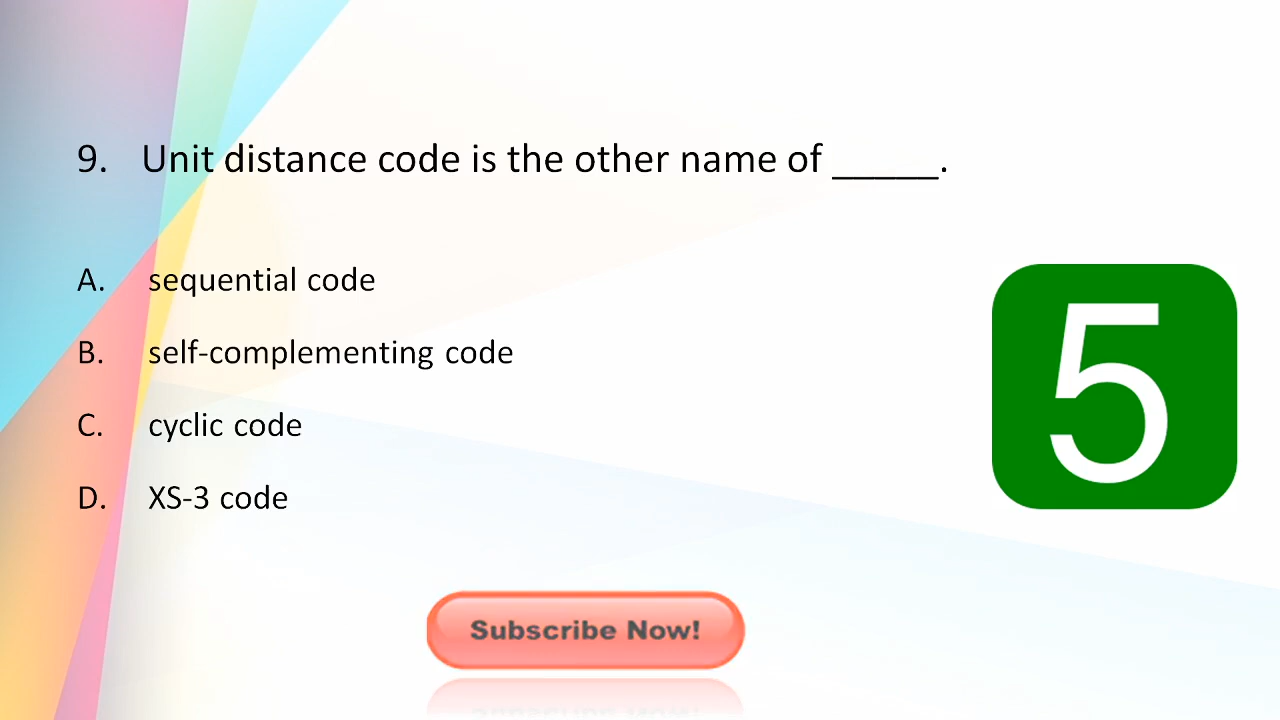 9. Unit distance code is the other name of _____.
A. sequential code
B. self-complementing code
C. cyclic code
D. XS-3 code
5
Subscribe Now!